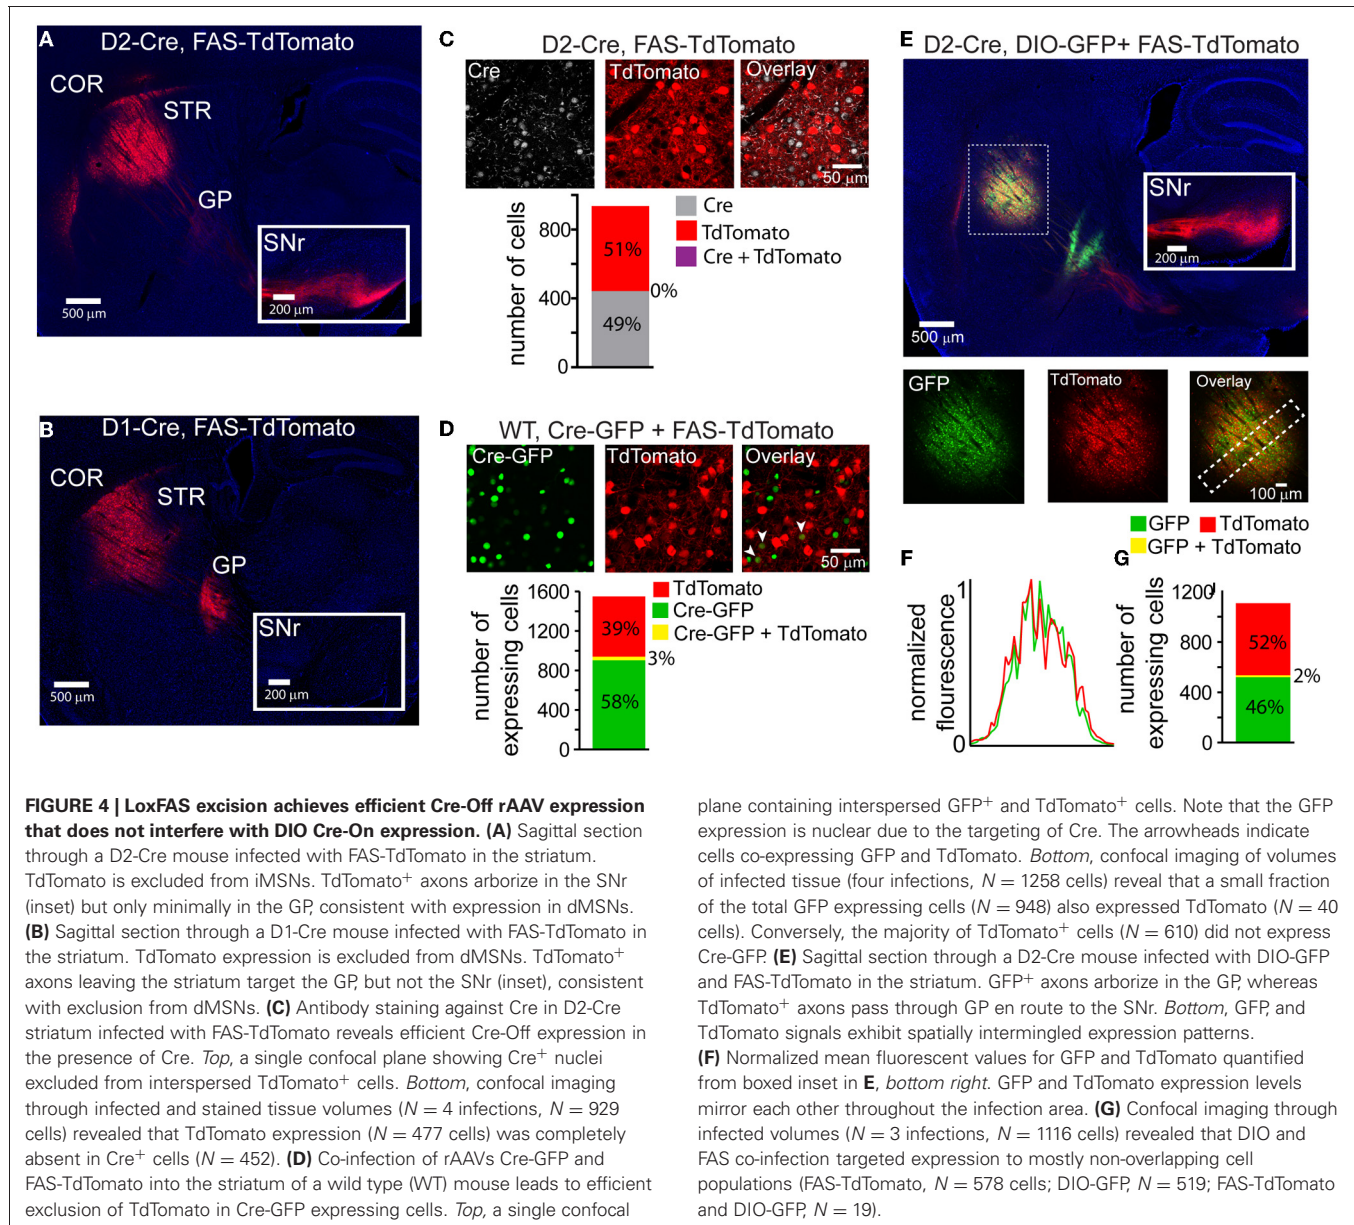 A
D2-Cre, FAS-TdTomato
COR
STR
GP
SNr
200 µm
500 µm
B
D1-Cre, FAS-TdTomato
COR
STR
GP
SNr
200 µm
500 µm
C
D2-Cre, FAS-TdTomato
Cre
TdTomato
Overlay
50 µm
number of cells
800
400
0
51%
0%
49%
Cre
TdTomato
Cre + TdTomato
D
WT, Cre-GFP + FAS-TdTomato
Cre-GFP
TdTomato
Overlay
50 µm
number of
expressing cells
1600
1200
800
400
0
39%
3%
58%
TdTomato
Cre-GFP
Cre-GFP + TdTomato
E
D2-Cre, DIO-GFP+ FAS-TdTomato
SNr
200 µm
500 µm
GFP
TdTomato
Overlay
100 µm
GFP
TdTomato
GFP + TdTomato
F
normalized
flourescence
1
0
G
number of
expressing cells
1200
800
400
0
52%
2%
46%
FIGURE 4 | LoxFAS excision achieves efficient Cre-Off rAAV expression
that does not interfere with DIO Cre-On expression. (A) Sagittal section
through a D2-Cre mouse infected with FAS-TdTomato in the striatum.
TdTomato is excluded from iMSNs. TdTomato+ axons arborize in the SNr
(inset) but only minimally in the GP, consistent with expression in dMSNs.
(B) Sagittal section through a D1-Cre mouse infected with FAS-TdTomato in
the striatum. TdTomato expression is excluded from dMSNs. TdTomato+
axons leaving the striatum target the GP, but not the SNr (inset), consistent
with exclusion from dMSNs. (C) Antibody staining against Cre in D2-Cre
striatum infected with FAS-TdTomato reveals efficient Cre-Off expression in
the presence of Cre. Top, a single confocal plane showing Cre+ nuclei
excluded from interspersed TdTomato+ cells. Bottom, confocal imaging
through infected and stained tissue volumes (N = 4 infections, N = 929
cells) revealed that TdTomato expression (N = 477 cells) was completely
absent in Cre+ cells (N = 452). (D) Co-infection of rAAVs Cre-GFP and
FAS-TdTomato into the striatum of a wild type (WT) mouse leads to efficient
exclusion of TdTomato in Cre-GFP expressing cells. Top, a single confocal
plane containing interspersed GFP+ and TdTomato+ cells. Note that the GFP
expression is nuclear due to the targeting of Cre. The arrowheads indicate
cells co-expressing GFP and TdTomato. Bottom, confocal imaging of volumes
of infected tissue (four infections, N = 1258 cells) reveal that a small fraction
of the total GFP expressing cells (N = 948) also expressed TdTomato (N = 40
cells). Conversely, the majority of TdTomato+ cells (N = 610) did not express
Cre-GFP. (E) Sagittal section through a D2-Cre mouse infected with DIO-GFP
and FAS-TdTomato in the striatum. GFP+ axons arborize in the GP, whereas
TdTomato+ axons pass through GP en route to the SNr. Bottom, GFP, and
TdTomato signals exhibit spatially intermingled expression patterns.
(F) Normalized mean fluorescent values for GFP and TdTomato quantified
from boxed inset in E, bottom right. GFP and TdTomato expression levels
mirror each other throughout the infection area. (G) Confocal imaging through
infected volumes (N = 3 infections, N = 1116 cells) revealed that DIO and
FAS co-infection targeted expression to mostly non-overlapping cell
populations (FAS-TdTomato, N = 578 cells; DIO-GFP, N = 519; FAS-TdTomato
and DIO-GFP, N = 19).